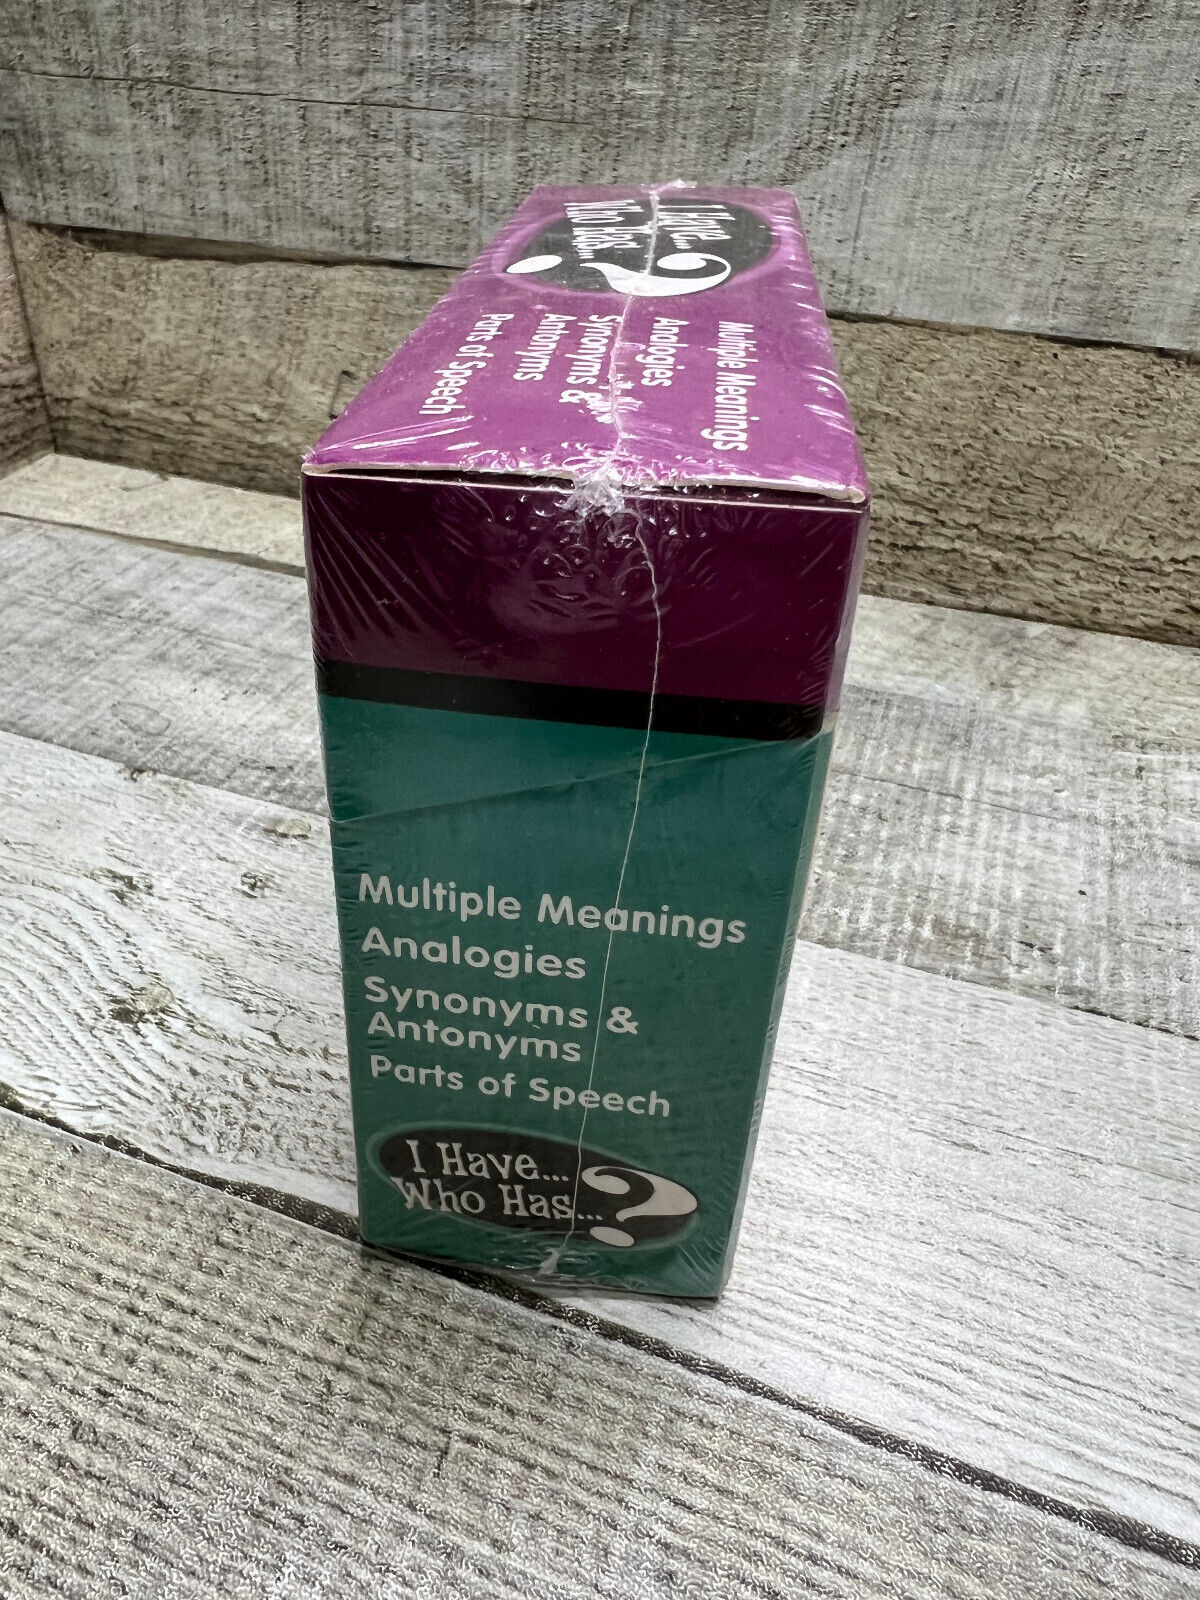 I Have...
Who Has...?
Multiple Meanings
Analogies
Synonyms &
Antonyms
Parts of Speech
Multiple Meanings
Analogies
Synonyms &
Antonyms
Parts of Speech
I Have...
Who Has...?